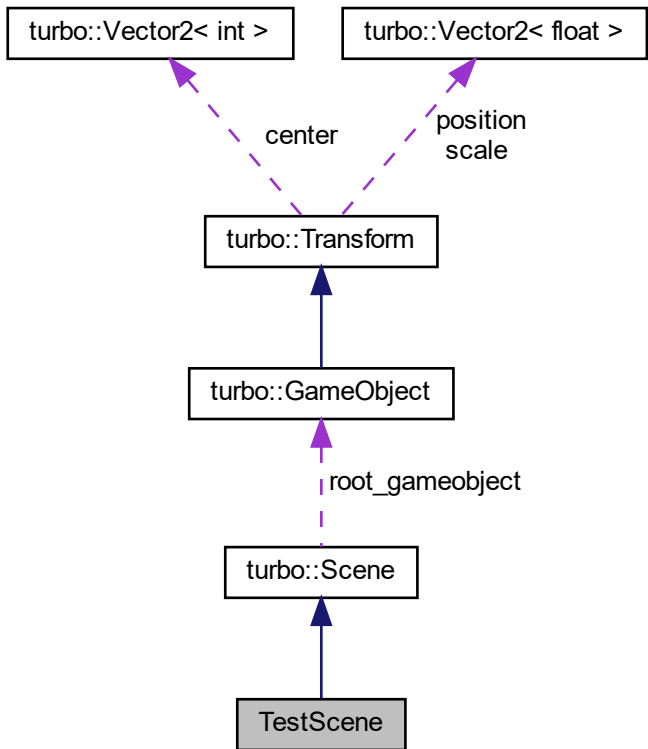 turbo::Vector2< int >
turbo::Vector2< float >
center
position
scale
turbo::Transform
turbo::GameObject
root_gameobject
turbo::Scene
TestScene